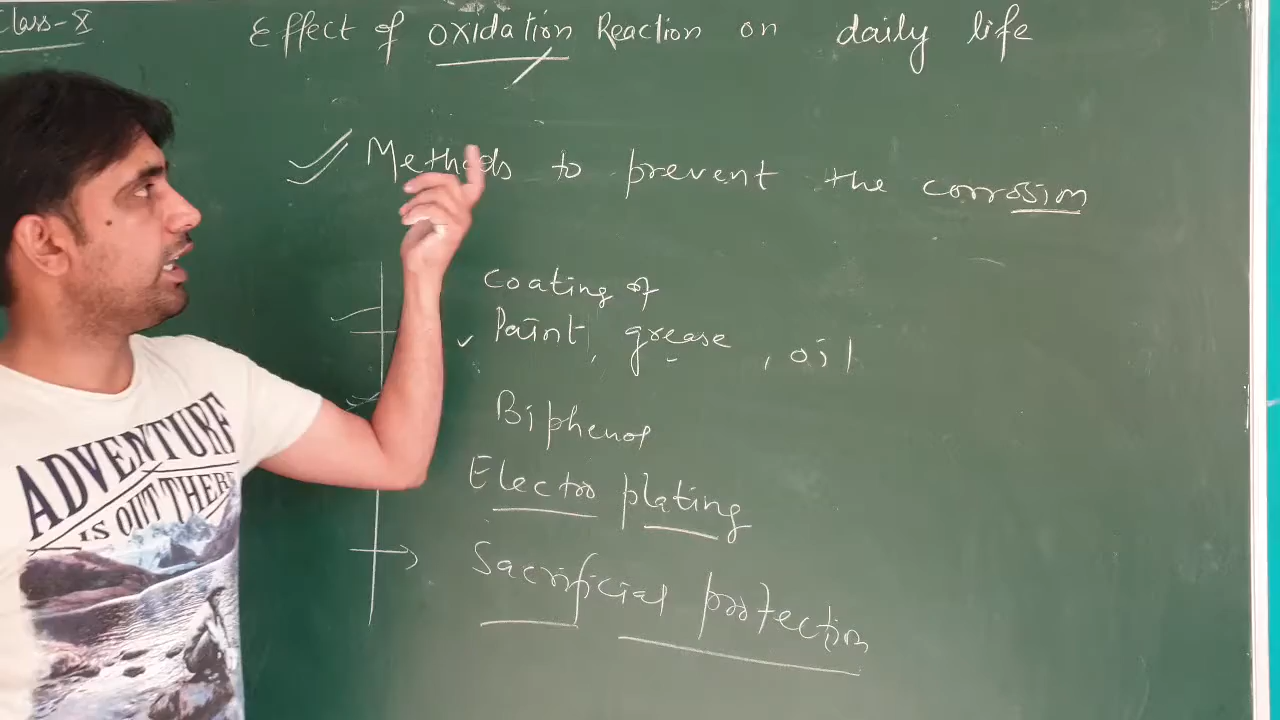 Class-X
Effect of oxidation Reaction on daily life
Methods to prevent the corrosion
Coating of
Paint, grease, oil
Biphenol
Electro plating
Sacrificial protection
ADVENTURE
IS OUT THERE